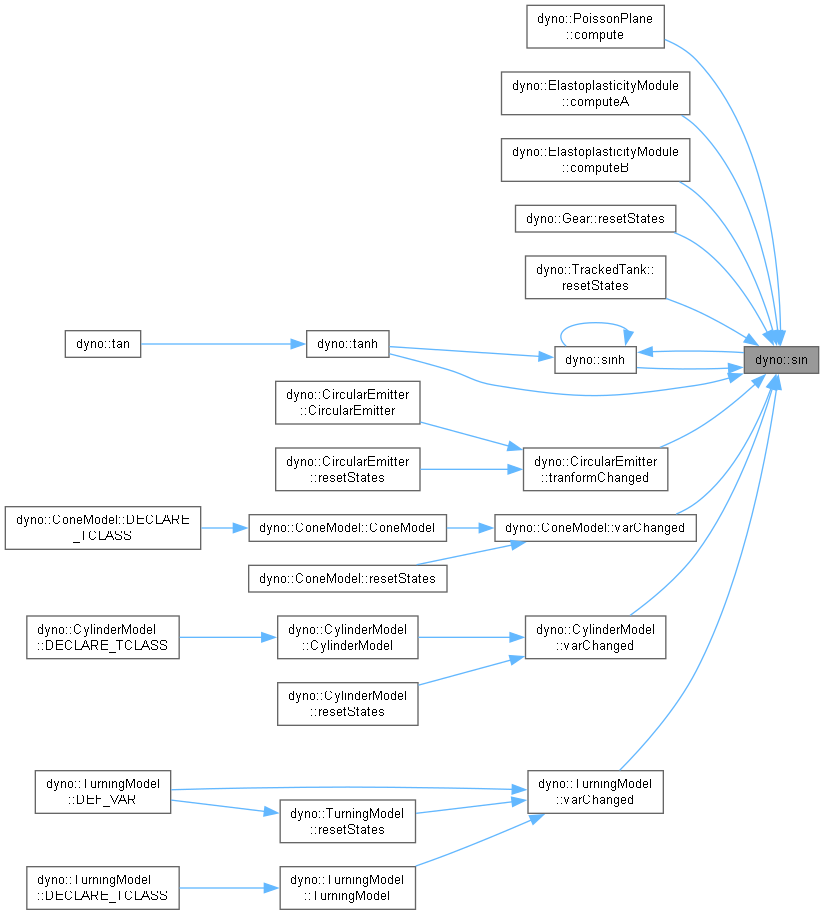 dyno::PoissonPlane
::compute
dyno::ElastoplasticityModule
::computeA
dyno::ElastoplasticityModule
::computeB
dyno::Gear::resetStates
dyno::TrackedTank::
resetStates
dyno::tan
dyno::tanh
dyno::sinh
dyno::sin
dyno::CircularEmitter
::CircularEmitter
dyno::CircularEmitter
::resetStates
dyno::CircularEmitter
::tranformChanged
dyno::ConeModel::DECLARE
_TCLASS
dyno::ConeModel::ConeModel
dyno::ConeModel::varChanged
dyno::ConeModel::resetStates
dyno::CylinderModel
::DECLARE_TCLASS
dyno::CylinderModel
::CylinderModel
dyno::CylinderModel
::varChanged
dyno::CylinderModel
::resetStates
dyno::TurningModel
::DEF_VAR
dyno::TurningModel
::resetStates
dyno::TurningModel
::varChanged
dyno::TurningModel
::DECLARE_TCLASS
dyno::TurningModel
::TurningModel